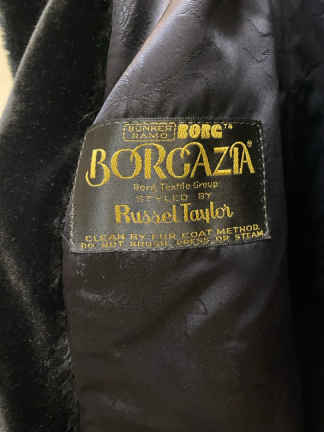 BUNKER RAMO BORG™
BORGAZIA®
Borg Textile Group
STYLED BY
Russel Taylor
CLEAN BY FUR COAT METHOD.
DO NOT BRUSH, PRESS OR STEAM.